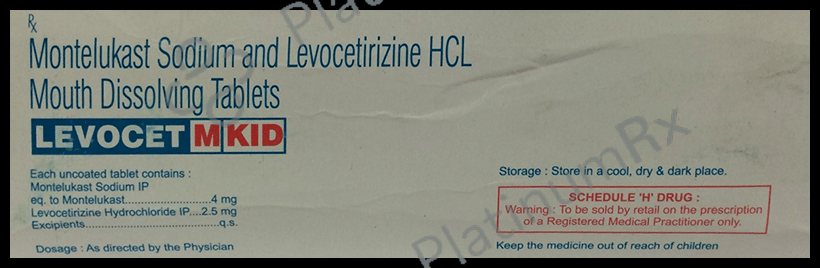 Rx
Montelukast Sodium and Levocetirizine HCL
Mouth Dissolving Tablets
LEVOCET M KID
Each uncoated tablet contains :
Montelukast Sodium IP
eq. to Montelukast............................4 mg
Levocetirizine Hydrochloride IP....2.5 mg
Excipients........................................q.s.
Dosage : As directed by the Physician
Storage : Store in a cool, dry & dark place.
SCHEDULE 'H' DRUG :
Warning : To be sold by retail on the prescription
of a Registered Medical Practitioner only.
Keep the medicine out of reach of children
PlatinumRx